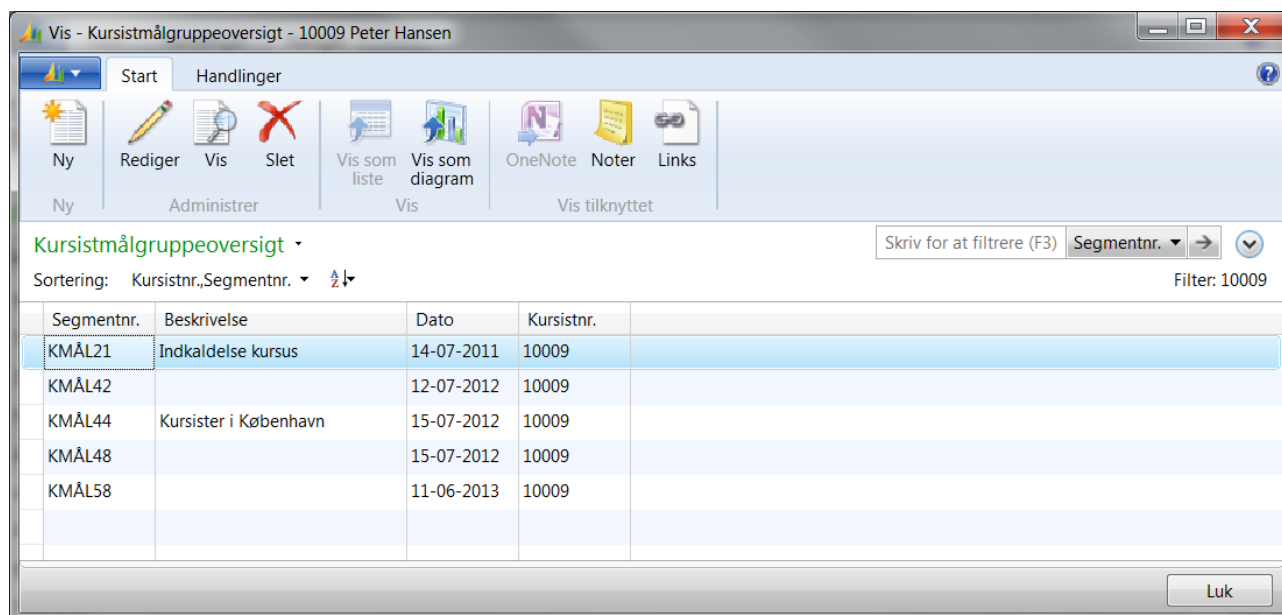 Vis - Kursistmålgruppeoversigt - 10009 Peter Hansen
Start Handlinger
Ny Rediger Vis Slet Vis som liste Vis som diagram OneNote Noter Links
Ny Administrer Vis Vis tilknyttet
Kursistmålgruppeoversigt Skriv for at filtrere (F3) Segmentnr.
Sortering: Kursistnr.,Segmentnr. Filter: 10009
Segmentnr. Beskrivelse Dato Kursistnr.
KMÅL21 Indkaldelse kursus 14-07-2011 10009
KMÅL42 12-07-2012 10009
KMÅL44 Kursister i København 15-07-2012 10009
KMÅL48 15-07-2012 10009
KMÅL58 11-06-2013 10009
Luk